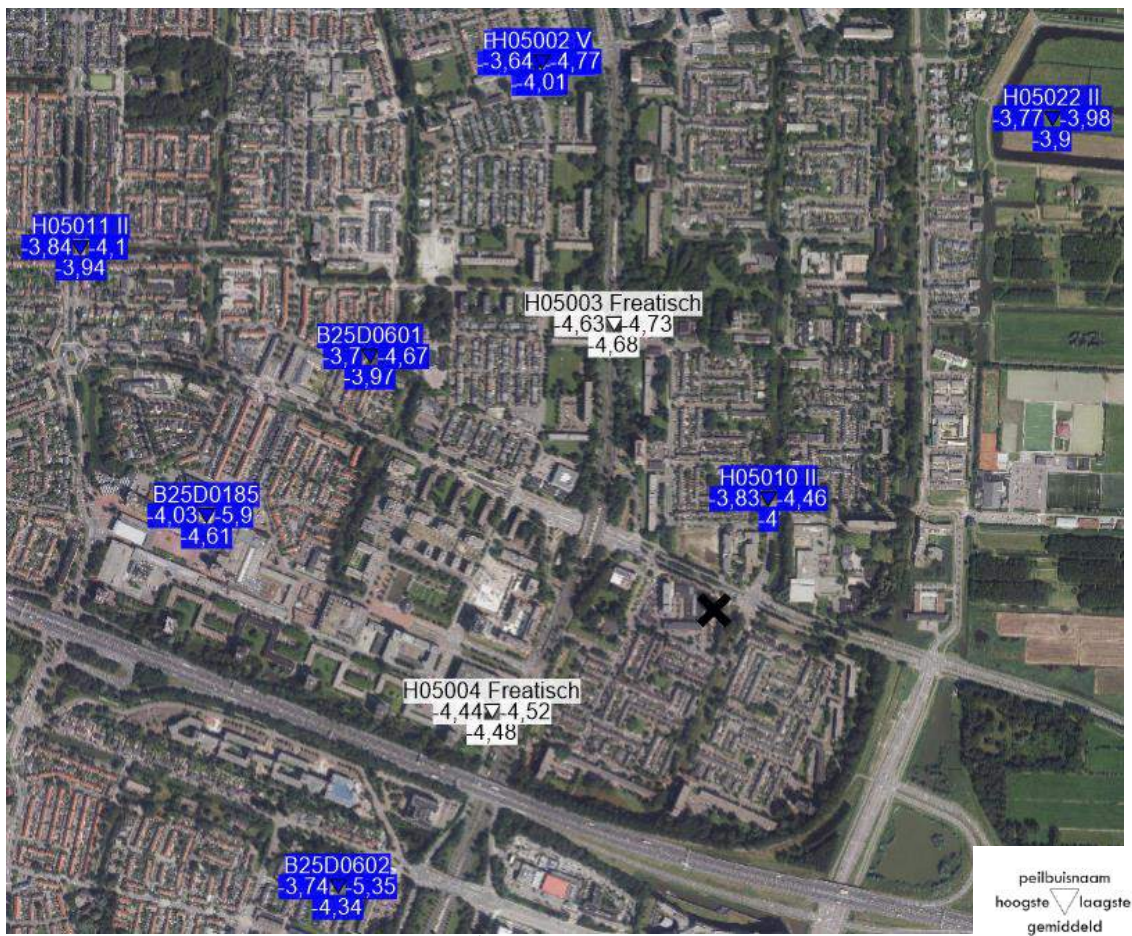 H05002 V
-3,64 -4,77
-4,01
H05022 II
-3,77 -3,98
-3,9
H05011 II
-3,84 -4,1
-3,94
H05003 Freatisch
-4,63 -4,73
-4,68
B25D0601
-3,7 -4,67
-3,97
H05010 II
-3,83 -4,46
-4
B25D0185
-4,03 -5,9
-4,61
H05004 Freatisch
-4,44 -4,52
-4,48
B25D0602
-3,74 -5,35
-4,34
peilbuisnaam
hoogste laagste
gemiddeld